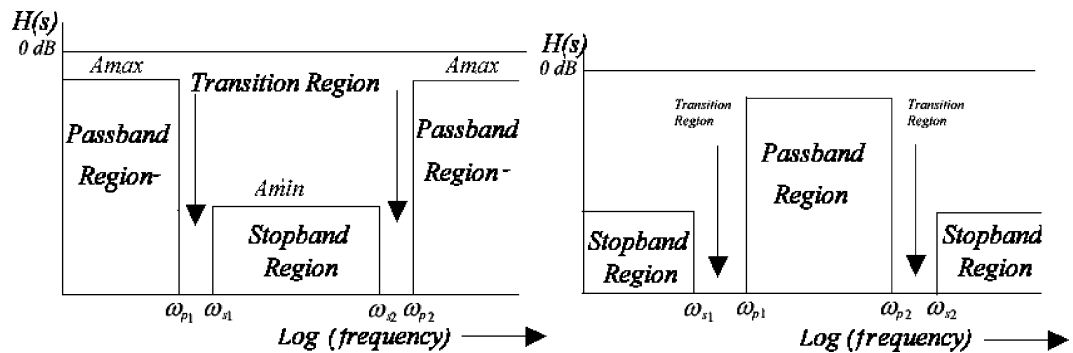 H(s)
0 dB
Amax
Transition Region
Amax
Passband
Region-
Passband
Region-
Amin
Stopband
Region
ωp1 ωs1 ωs2 ωp2
Log (frequency)
H(s)
0 dB
Transition
Region
Transition
Region
Passband
Region
Stopband
Region
Stopband
Region
ωs1 ωp1 ωp2 ωs2
Log (frequency)